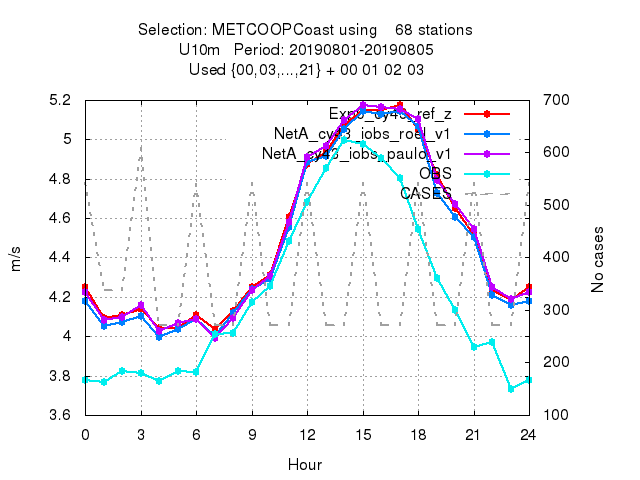 Selection: METCOOPCoast using 68 stations
U10m Period: 20190801-20190805
Used {00,03,...,21} + 00 01 02 03
5.2
5
4.8
4.6
4.4
4.2
4
3.8
3.6
700
600
500
400
300
200
100
NetA_cy43_iobs_paulo_v1
OBS
CASES
m/s
No cases
0
3
6
9
12
15
18
21
24
Hour